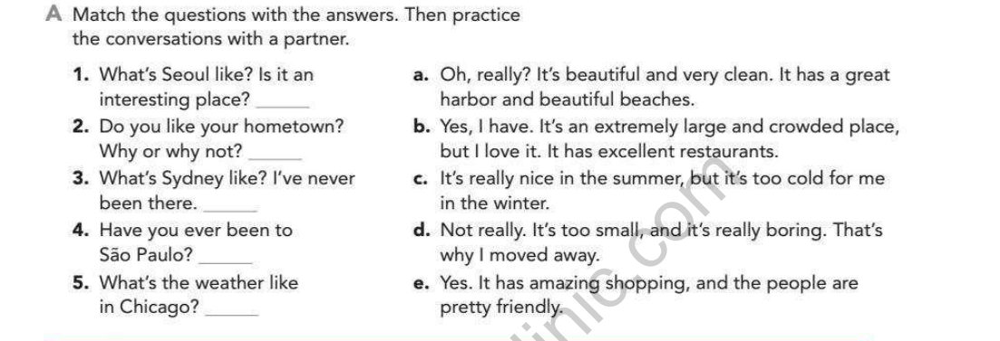 A Match the questions with the answers. Then practice
the conversations with a partner.
1. What's Seoul like? Is it an
interesting place? ______
2. Do you like your hometown?
Why or why not? ______
3. What's Sydney like? I've never
been there. ______
4. Have you ever been to
São Paulo? ______
5. What's the weather like
in Chicago? ______
a. Oh, really? It's beautiful and very clean. It has a great
harbor and beautiful beaches.
b. Yes, I have. It's an extremely large and crowded place,
but I love it. It has excellent restaurants.
c. It's really nice in the summer, but it's too cold for me
in the winter.
d. Not really. It's too small, and it's really boring. That's
why I moved away.
e. Yes. It has amazing shopping, and the people are
pretty friendly.